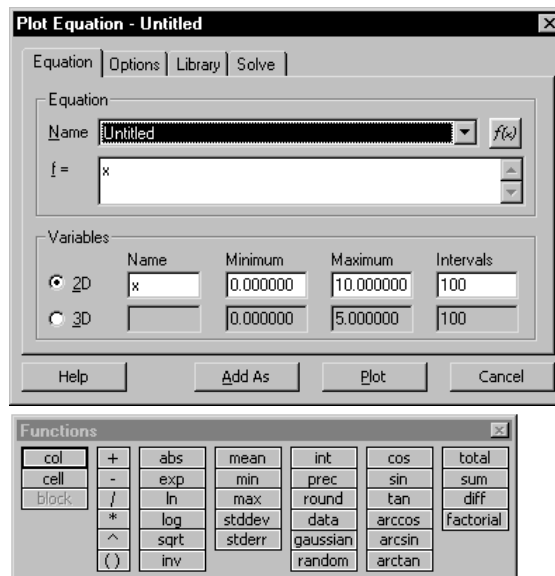 Plot Equation - Untitled
Equation Options Library Solve
Equation
Name Untitled f(x)
f = x
Variables
Name Minimum Maximum Intervals
2D x 0.000000 10.000000 100
3D 0.000000 5.000000 100
Help Add As Plot Cancel
Functions
col + abs mean int cos total
cell - exp min prec sin sum
block / ln max round tan diff
* log stddev data arccos factorial
^ sqrt stderr gaussian arcsin
( ) inv random arctan